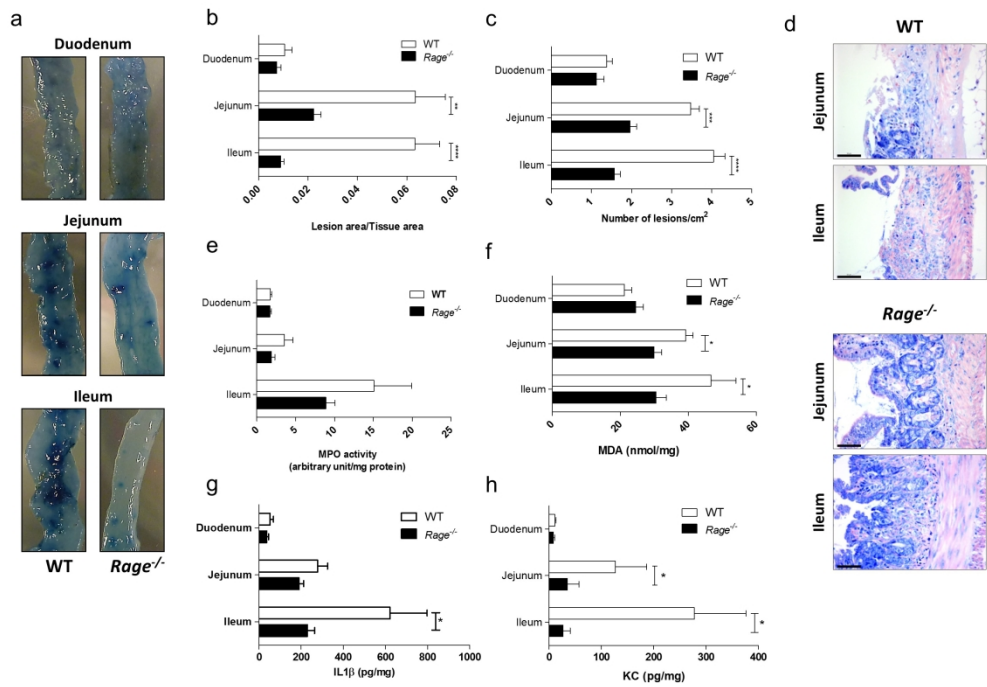 a
Duodenum
Jejunum
Ileum
WT Rage-/-
b
WT
Rage-/-
Duodenum
Jejunum
Ileum
**
****
0.00 0.02 0.04 0.06 0.08
Lesion area/Tissue area
c
WT
Rage-/-
Duodenum
Jejunum
Ileum
***
****
0 1 2 3 4 5
Number of lesions/cm2
d
WT
Jejunum
Ileum
Rage-/-
Jejunum
Ileum
e
WT
Rage-/-
Duodenum
Jejunum
Ileum
0 5 10 15 20 25
MPO activity
(arbitrary unit/mg protein)
f
WT
Rage-/-
Duodenum
Jejunum
Ileum
*
*
0 20 40 60
MDA (nmol/mg)
g
WT
Rage-/-
Duodenum
Jejunum
Ileum
*
0 200 400 600 800 1000
IL1β (pg/mg)
h
WT
Rage-/-
Duodenum
Jejunum
Ileum
*
*
0 100 200 300 400
KC (pg/mg)